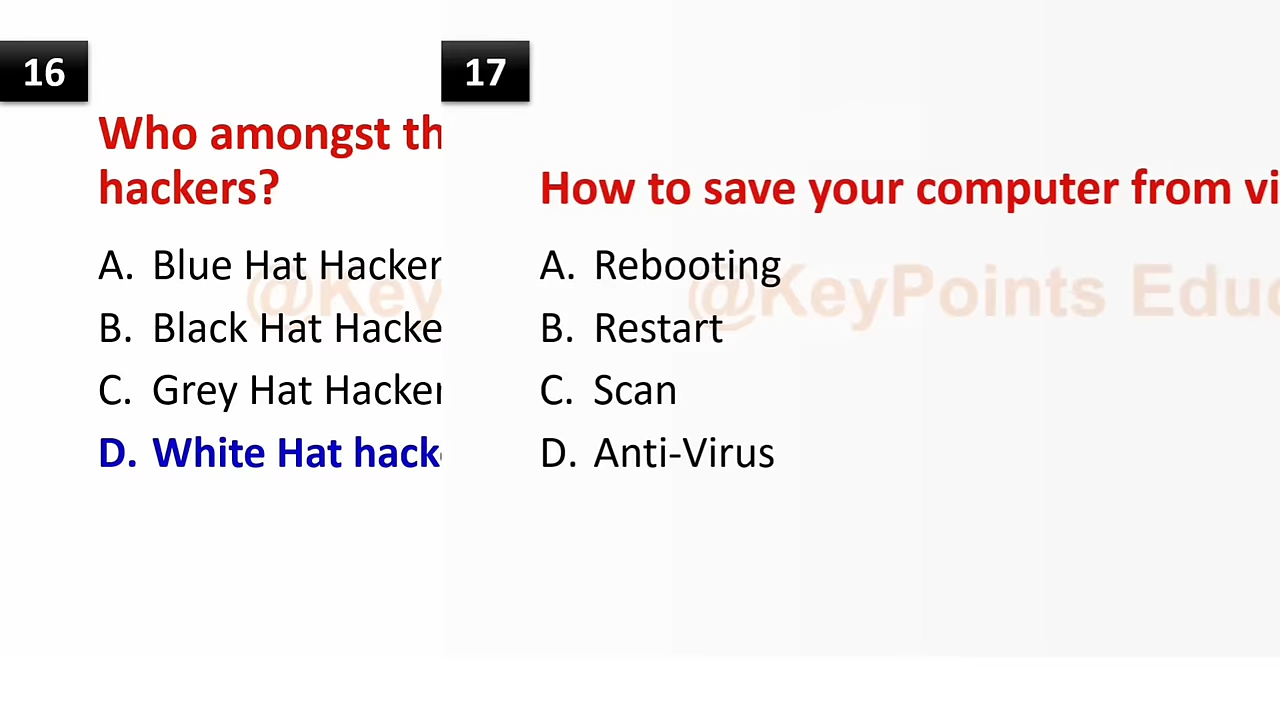 16
Who amongst th
hackers?
A. Blue Hat Hacker
B. Black Hat Hacke
C. Grey Hat Hacker
D. White Hat hack
@Key
17
How to save your computer from vi
A. Rebooting
B. Restart
C. Scan
D. Anti-Virus
@KeyPoints Educ